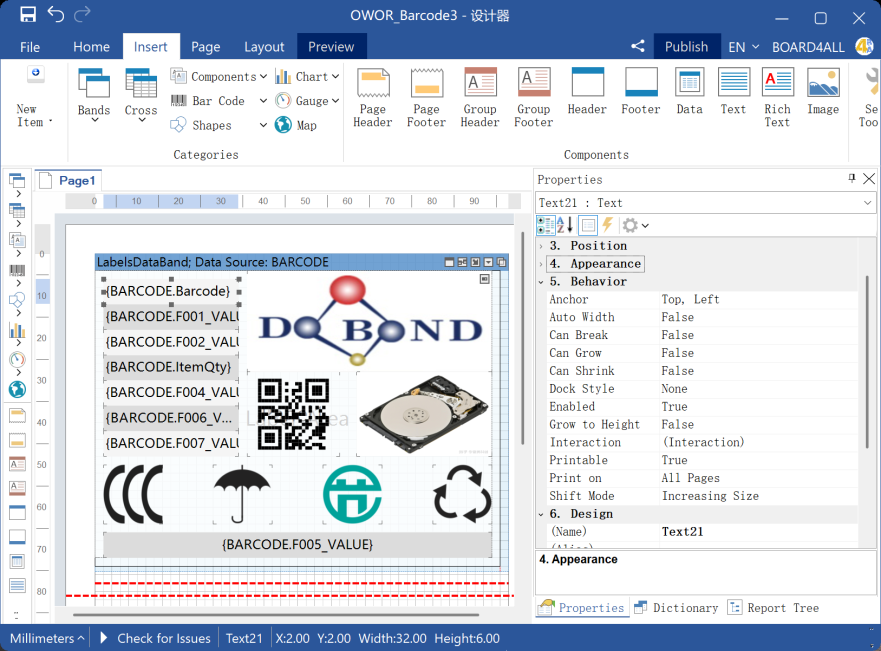 OWOR_Barcode3 - 设计器
File Home Insert Page Layout Preview Publish EN BOARD4ALL
New Item
Bands
Cross
Components
Bar Code
Shapes
Chart
Gauge
Map
Categories
Page Header
Page Footer
Group Header
Group Footer
Header
Footer
Data
Text
Rich Text
Image
Components
Page1
0 10 20 30 40 50 60 70 80 90
0
10
20
30
40
50
60
70
80
LabelsDataBand; Data Source: BARCODE
{BARCODE.Barcode}
{BARCODE.F001_VALU
{BARCODE.F002_VALU
{BARCODE.ItemQty}
{BARCODE.F004_VALU
{BARCODE.F006_V...
{BARCODE.F007_VALU
DO BOND
{BARCODE.F005_VALUE}
Properties
Text21 : Text
3. Position
4. Appearance
5. Behavior
Anchor Top, Left
Auto Width False
Can Break False
Can Grow False
Can Shrink False
Dock Style None
Enabled True
Grow to Height False
Interaction (Interaction)
Printable True
Print on All Pages
Shift Mode Increasing Size
6. Design
(Name) Text21
4. Appearance
Properties Dictionary Report Tree
Millimeters Check for Issues Text21 X:2.00 Y:2.00 Width:32.00 Height:6.00